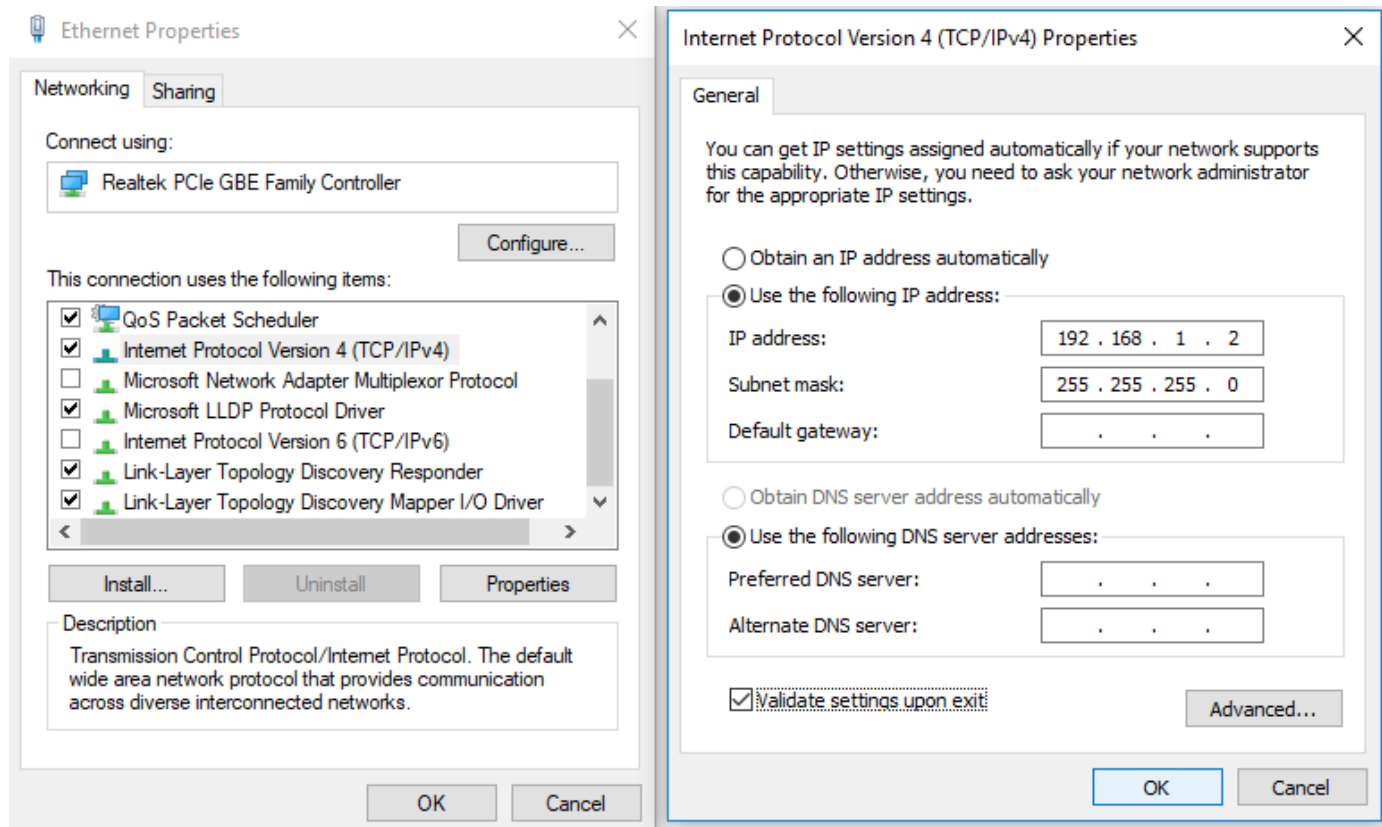 Ethernet Properties
Networking
Sharing
Connect using:
Realtek PCIe GBE Family Controller
Configure...
This connection uses the following items:
QoS Packet Scheduler
Internet Protocol Version 4 (TCP/IPv4)
Microsoft Network Adapter Multiplexor Protocol
Microsoft LLDP Protocol Driver
Internet Protocol Version 6 (TCP/IPv6)
Link-Layer Topology Discovery Responder
Link-Layer Topology Discovery Mapper I/O Driver
Install...
Uninstall
Properties
Description
Transmission Control Protocol/Internet Protocol. The default
wide area network protocol that provides communication
across diverse interconnected networks.
OK
Cancel
Internet Protocol Version 4 (TCP/IPv4) Properties
General
You can get IP settings assigned automatically if your network supports
this capability. Otherwise, you need to ask your network administrator
for the appropriate IP settings.
Obtain an IP address automatically
Use the following IP address:
IP address: 192 . 168 . 1 . 2
Subnet mask: 255 . 255 . 255 . 0
Default gateway: . . .
Obtain DNS server address automatically
Use the following DNS server addresses:
Preferred DNS server: . . .
Alternate DNS server: . . .
Validate settings upon exit
Advanced...
OK
Cancel